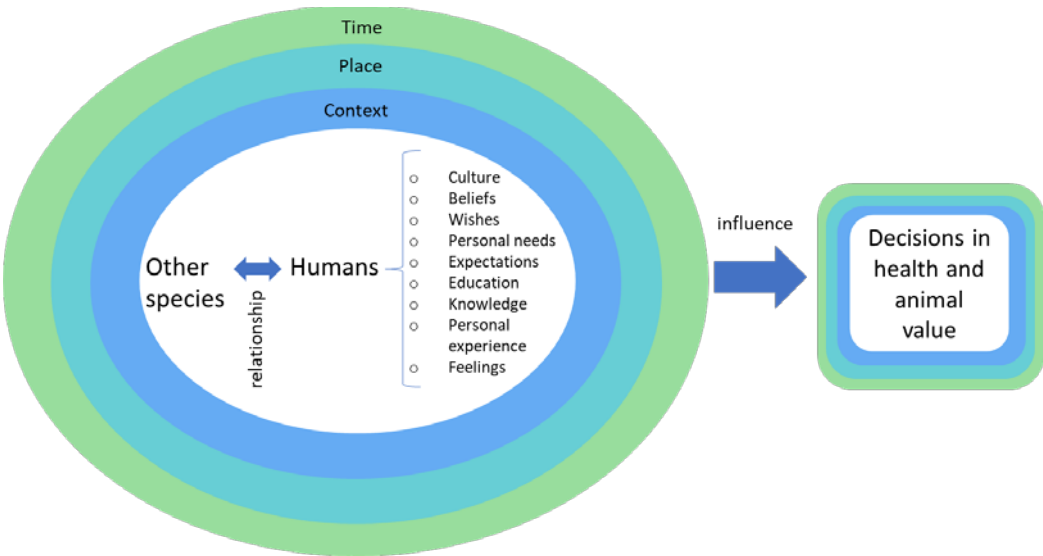 Time
Place
Context
Other
species
relationship
Humans
o Culture
o Beliefs
o Wishes
o Personal needs
o Expectations
o Education
o Knowledge
o Personal
experience
o Feelings
influence
Decisions in
health and
animal
value